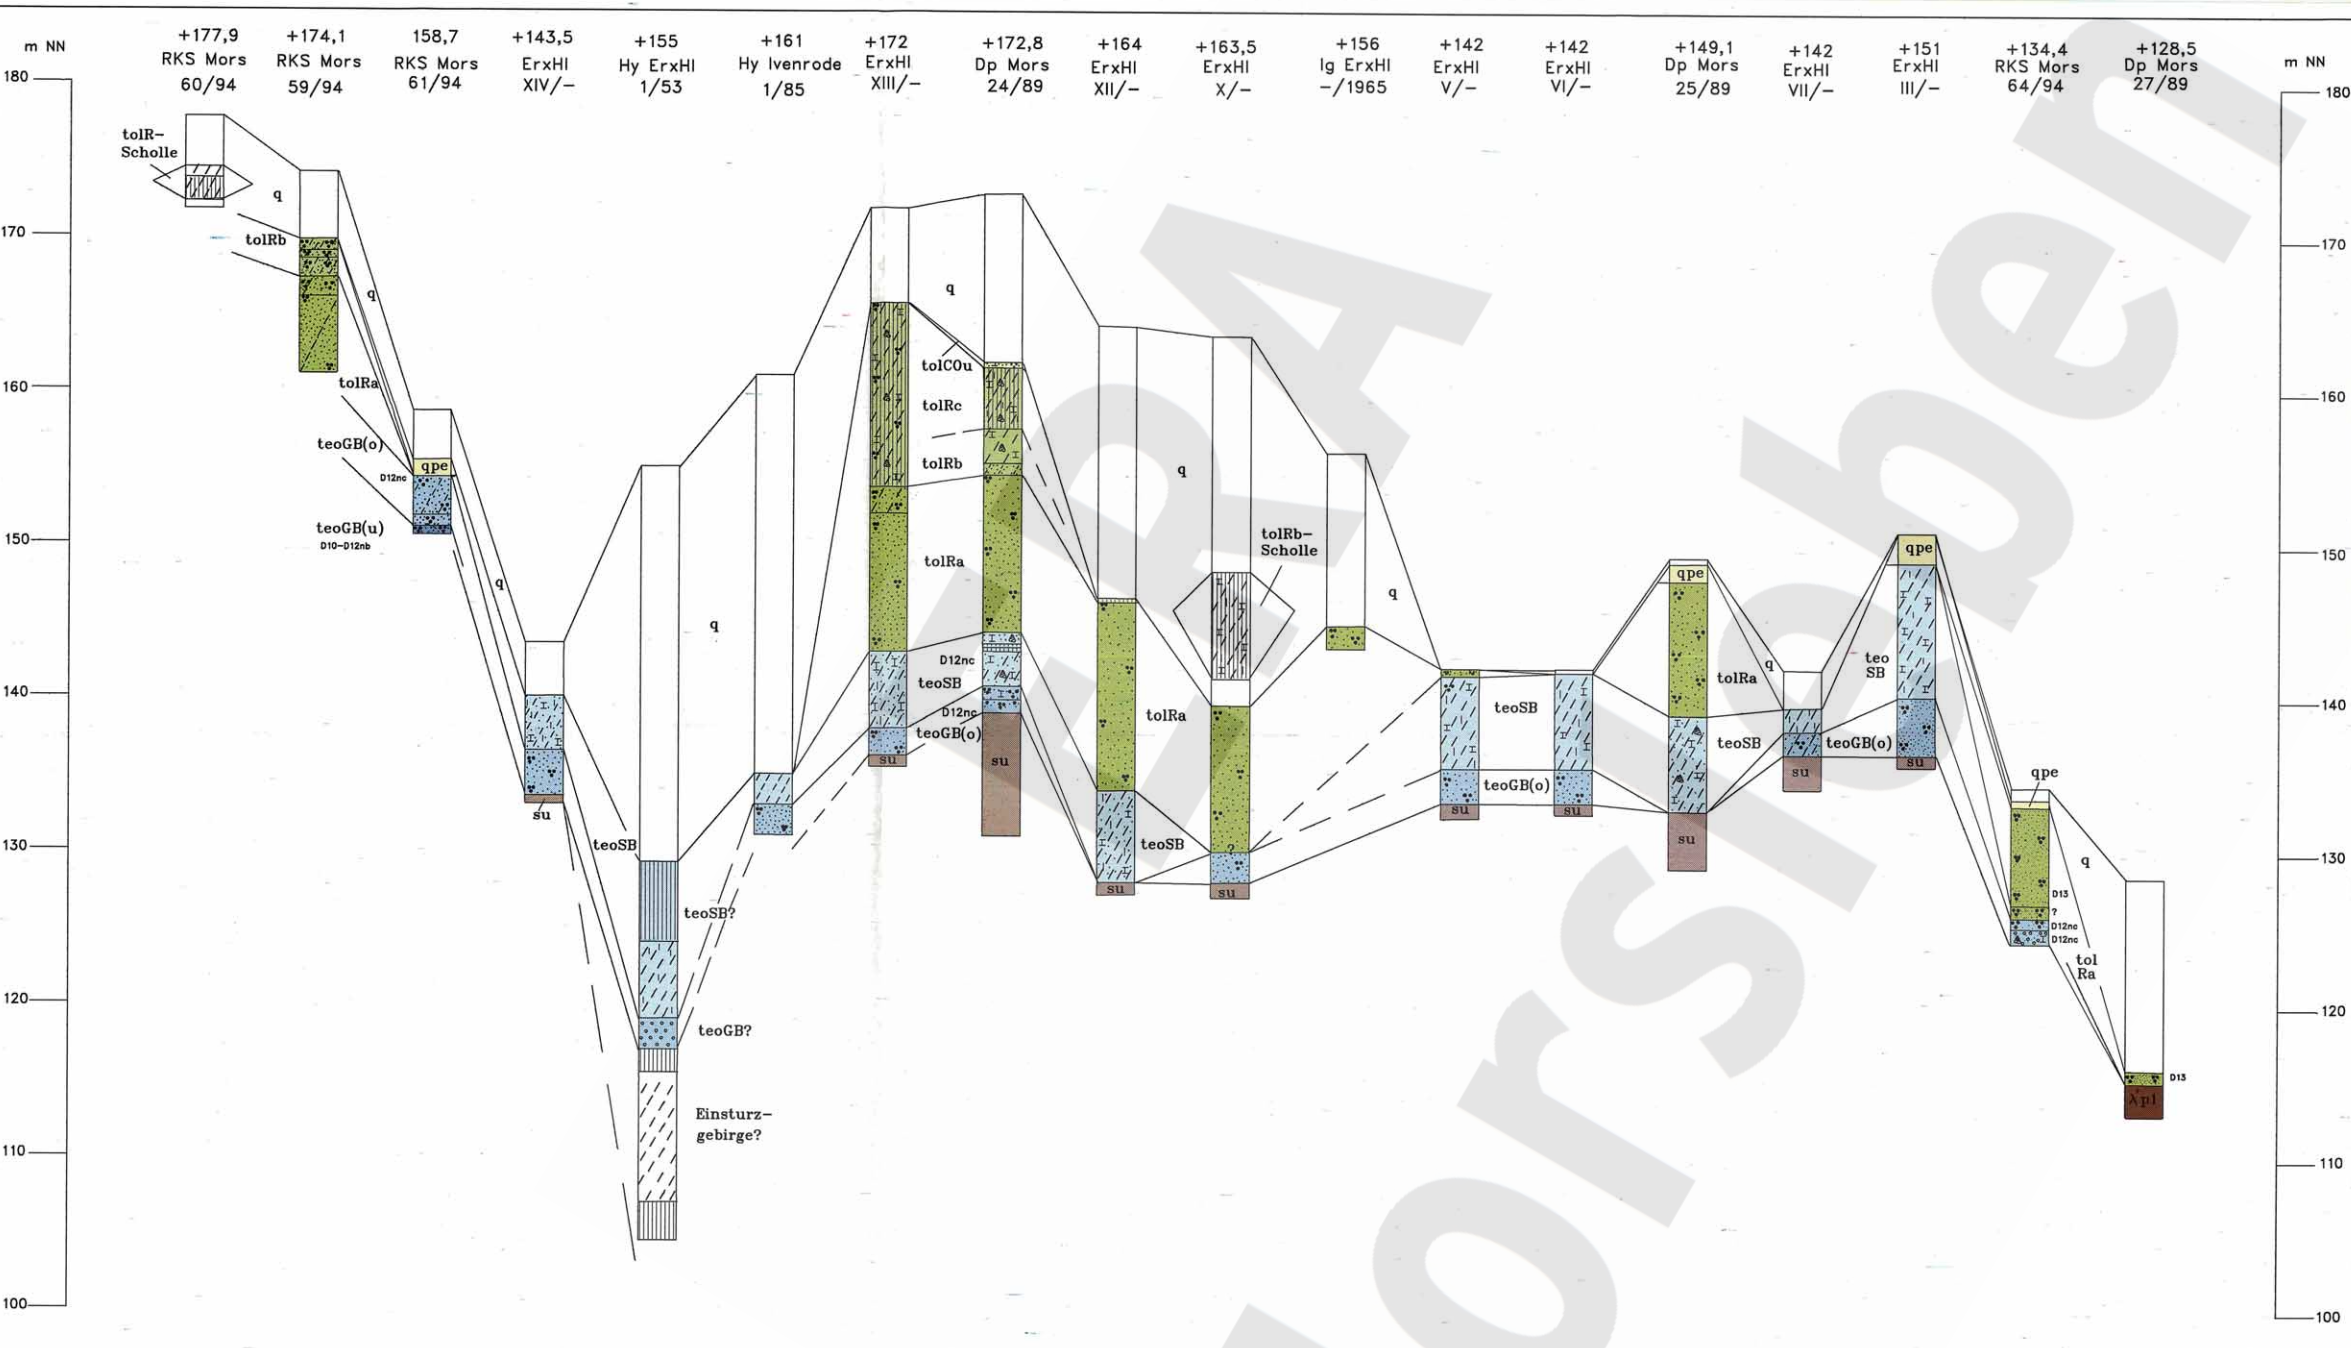 m NN
+177,9
RKS Mors
60/94
+174,1
RKS Mors
59/94
158,7
RKS Mors
61/94
+143,5
ErxHl
XIV/-
+155
Hy ErxHl
1/53
+161
Hy Ivenrode
1/85
+172
ErxHl
XIII/-
+172,8
Dp Mors
24/89
+164
ErxHl
XII/-
+163,5
ErxHl
X/-
+156
Ig ErxHl
-/1965
+142
ErxHl
V/-
+142
ErxHl
VI/-
+149,1
Dp Mors
25/89
+142
ErxHl
VII/-
+151
ErxHl
III/-
+134,4
RKS Mors
64/94
+128,5
Dp Mors
27/89
m NN
180
170
160
150
140
130
120
110
100
tolR-
Scholle
q
tolRb
q
tolRa
teoGB(o)
D12nc
teoGB(u)
D10-D12nb
qpe
q
su
teoSB
q
teoSB?
teoGB?
Einsturz-
gebirge?
q
tolCOu
tolRc
tolRb
tolRa
D12nc
teoSB
D12nc
teoGB(o)
su
su
tolRa
teoSB
su
q
tolRb-
Scholle
?
su
q
teoSB
teoGB(o)
su
su
qpe
tolRa
teoSB
su
q
teoGB(o)
su
teo
SB
qpe
su
qpe
D13
?
D12nc
D12nc
q
tol
Ra
D13
λpl
180
170
160
150
140
130
120
110
100
ERA
Morsleben